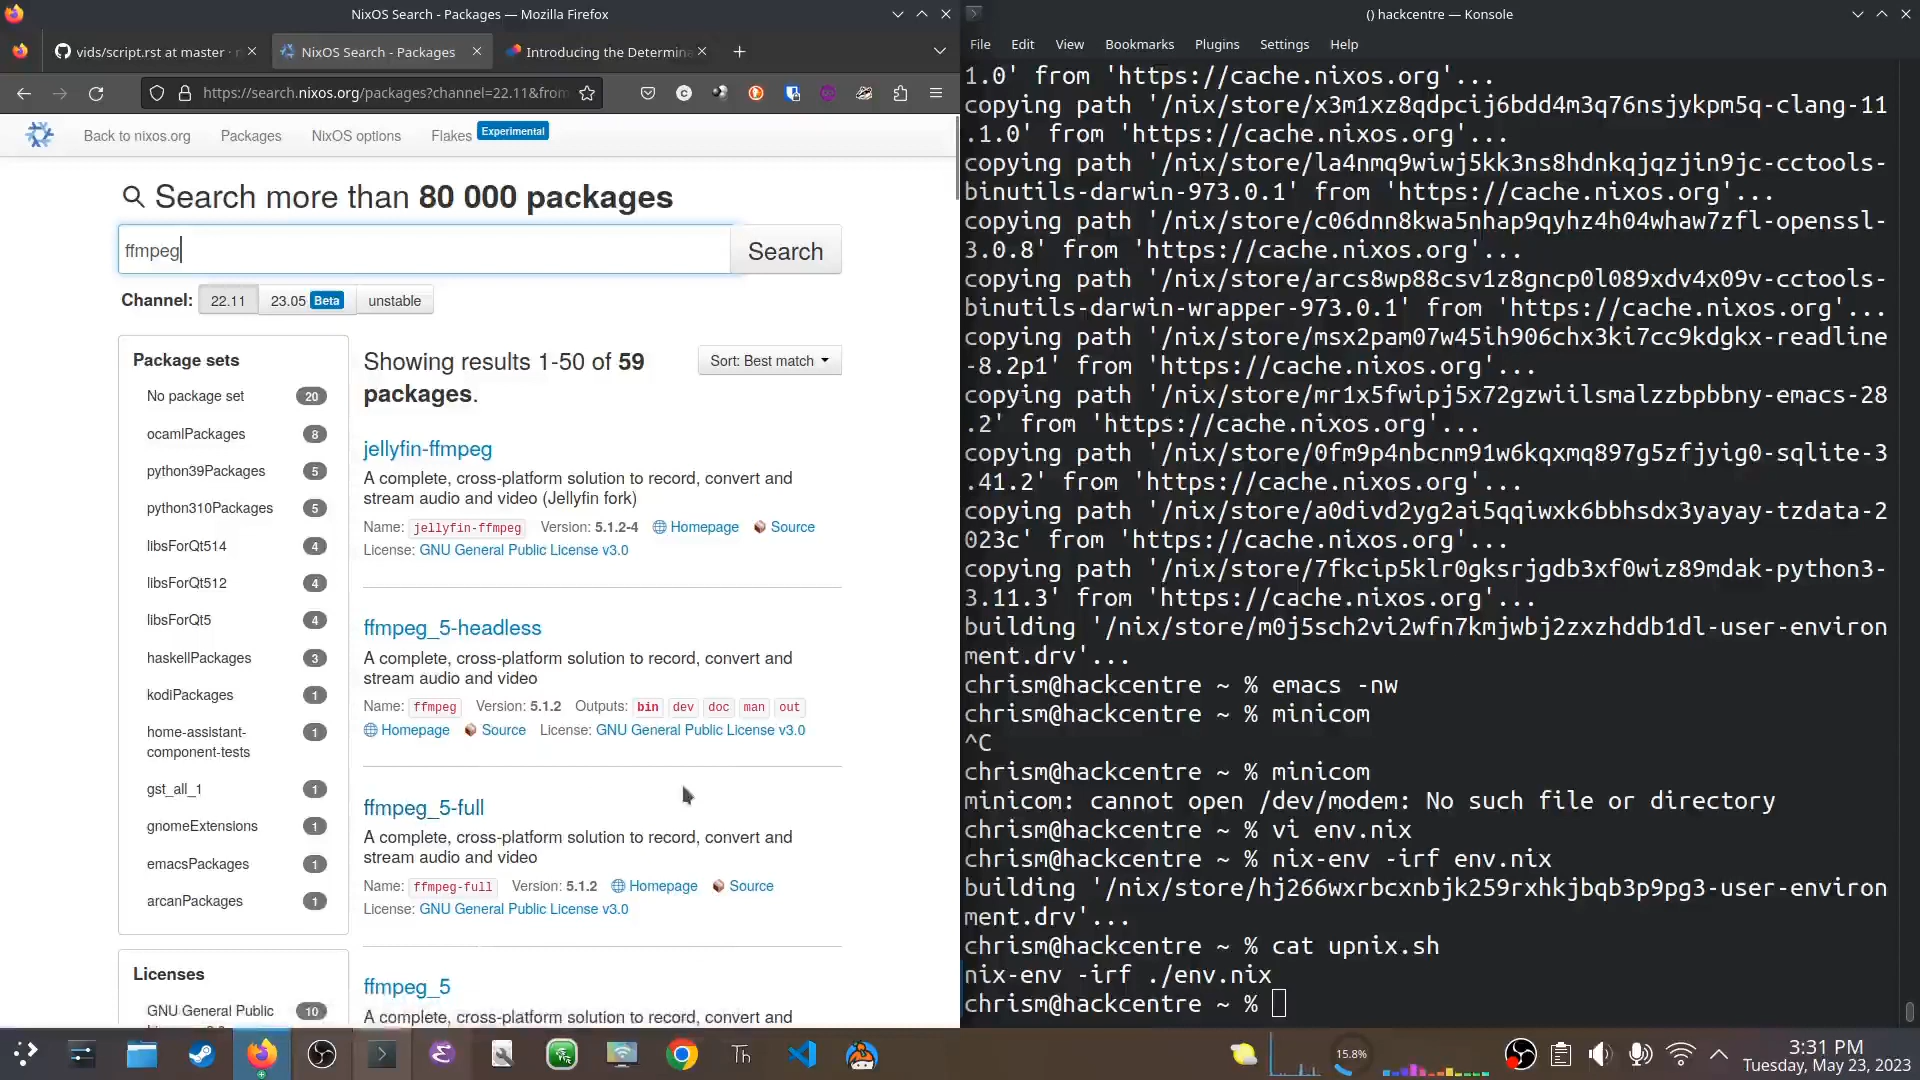 NixOS Search - Packages — Mozilla Firefox
vids/script.rst at master ·
NixOS Search - Packages
Introducing the Determina
https://search.nixos.org/packages?channel=22.11&from
Back to nixos.org
Packages
NixOS options
Flakes
Experimental
Search more than 80 000 packages
ffmpeg
Search
Channel:
22.11
23.05 Beta
unstable
Package sets
No package set 20
ocamlPackages 8
python39Packages 5
python310Packages 5
libsForQt514 4
libsForQt512 4
libsForQt5 4
haskellPackages 3
kodiPackages 1
home-assistant-
component-tests 1
gst_all_1 1
gnomeExtensions 1
emacsPackages 1
arcanPackages 1
Licenses
GNU General Public 10
Showing results 1-50 of 59
packages.
Sort: Best match
jellyfin-ffmpeg
A complete, cross-platform solution to record, convert and
stream audio and video (Jellyfin fork)
Name: jellyfin-ffmpeg Version: 5.1.2-4 Homepage Source
License: GNU General Public License v3.0
ffmpeg_5-headless
A complete, cross-platform solution to record, convert and
stream audio and video
Name: ffmpeg Version: 5.1.2 Outputs: bin dev doc man out
Homepage Source License: GNU General Public License v3.0
ffmpeg_5-full
A complete, cross-platform solution to record, convert and
stream audio and video
Name: ffmpeg-full Version: 5.1.2 Homepage Source
License: GNU General Public License v3.0
ffmpeg_5
A complete, cross-platform solution to record, convert and
() hackcentre — Konsole
File Edit View Bookmarks Plugins Settings Help
1.0' from 'https://cache.nixos.org'...
copying path '/nix/store/x3m1xz8qdpcij6bdd4m3q76nsjykpm5q-clang-11
.1.0' from 'https://cache.nixos.org'...
copying path '/nix/store/la4nmq9wiwj5kk3ns8hdnkqjqzjin9jc-cctools-
binutils-darwin-973.0.1' from 'https://cache.nixos.org'...
copying path '/nix/store/c06dnn8kwa5nhap9qyhz4h04whaw7zfl-openssl-
3.0.8' from 'https://cache.nixos.org'...
copying path '/nix/store/arcs8wp88csv1z8gncp0l089xdv4x09v-cctools-
binutils-darwin-wrapper-973.0.1' from 'https://cache.nixos.org'...
copying path '/nix/store/msx2pam07w45ih906chx3ki7cc9kdgkx-readline
-8.2p1' from 'https://cache.nixos.org'...
copying path '/nix/store/mr1x5fwipj5x72gzwiilsmalzzbpbbny-emacs-28
.2' from 'https://cache.nixos.org'...
copying path '/nix/store/0fm9p4nbcnm91w6kqxmq897g5zfjyig0-sqlite-3
.41.2' from 'https://cache.nixos.org'...
copying path '/nix/store/a0divd2yg2ai5qqiwxk6bbhsdx3yayay-tzdata-2
023c' from 'https://cache.nixos.org'...
copying path '/nix/store/7fkcip5klr0gksrjgdb3xf0wiz89mdak-python3-
3.11.3' from 'https://cache.nixos.org'...
building '/nix/store/m0j5sch2vi2wfn7kmjwbj2zxzhddb1dl-user-environ
ment.drv'...
chrism@hackcentre ~ % emacs -nw
chrism@hackcentre ~ % minicom
^C
chrism@hackcentre ~ % minicom
minicom: cannot open /dev/modem: No such file or directory
chrism@hackcentre ~ % vi env.nix
chrism@hackcentre ~ % nix-env -irf env.nix
building '/nix/store/hj266wxrbcxnbjk259rxhkjbqb3p9pg3-user-environ
ment.drv'...
chrism@hackcentre ~ % cat upnix.sh
nix-env -irf ./env.nix
chrism@hackcentre ~ %
Th
15.8%
3:31 PM
Tuesday, May 23, 2023